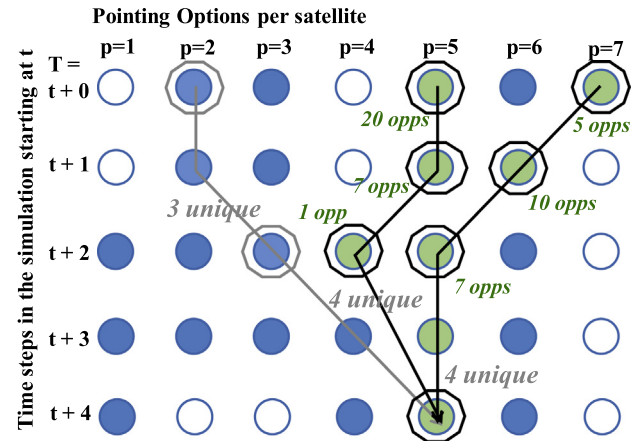 Pointing Options per satellite
p=1 p=2 p=3 p=4 p=5 p=6 p=7
Time steps in the simulation starting at t
T =
t + 0
20 opps
5 opps
t + 1
7 opps
10 opps
3 unique
1 opp
t + 2
7 opps
4 unique
t + 3
4 unique
t + 4